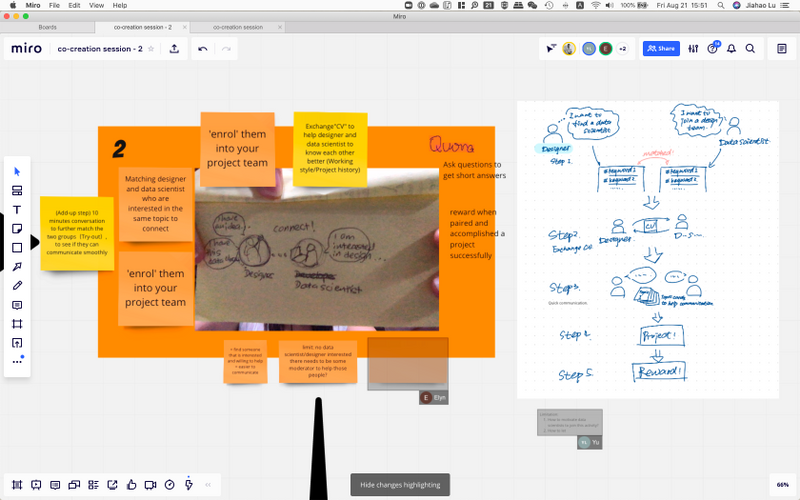 Miro File Edit View Help
100% Fri Aug 21 15:51 Jiahao Lu
Miro
Boards
co-creation session - 2
co-creation session
miro
co-creation session - 2
E
+2
Share
2
'enrol' them
into your
project team
Exchange"CV" to
help designer and
data scientist to
know each other
better (Working
style/Project history)
Quora
Ask questions to
get short answers
Matching designer
and data scientist
who are
interested in the
same topic to
connect
(Add-up step) 10
minutes conversation
to further match the
two groups (Try-out) ,
to see if they can
communicate smoothly
reward when
paired and
accomplished a
project
successfully
'enrol' them
into your
project team
connect!
I am
interested
in design...
Designer
Data scientist
+ find someone
that is interested
and willing to help
+ easier to
communicate
limit: no data
scientist/designer interested
there needs to be some
moderator to help those
people?
E Elyn
I want to
find a data
scientist
I want to
join a design
team.
Designer
Data scientist
Step 1.
matched!
#keyword1
#keyword2
#keyword1
#keyword2
Step2.
Exchange CV
Designer
CV
D-S...
Step3.
Quick communication
to help communication
Step4.
Project!
Step 5.
Reward!
Yu
Hide changes highlighting
66%